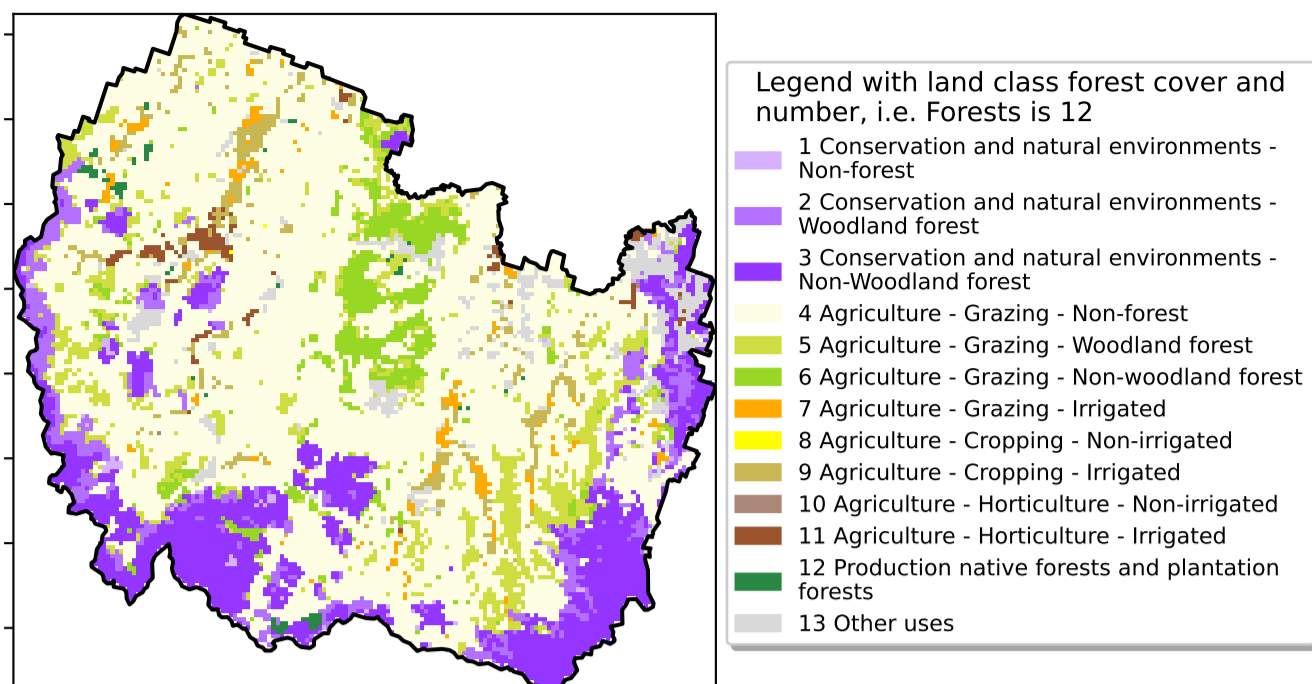 Legend with land class forest cover and
number, i.e. Forests is 12
1 Conservation and natural environments -
Non-forest
2 Conservation and natural environments -
Woodland forest
3 Conservation and natural environments -
Non-Woodland forest
4 Agriculture - Grazing - Non-forest
5 Agriculture - Grazing - Woodland forest
6 Agriculture - Grazing - Non-woodland forest
7 Agriculture - Grazing - Irrigated
8 Agriculture - Cropping - Non-irrigated
9 Agriculture - Cropping - Irrigated
10 Agriculture - Horticulture - Non-irrigated
11 Agriculture - Horticulture - Irrigated
12 Production native forests and plantation
forests
13 Other uses